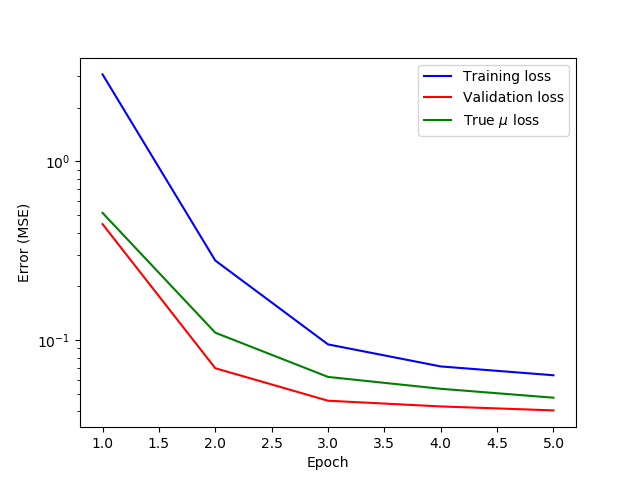 Training loss
Validation loss
True μ loss
10⁰
10⁻¹
Error (MSE)
1.0 1.5 2.0 2.5 3.0 3.5 4.0 4.5 5.0
Epoch